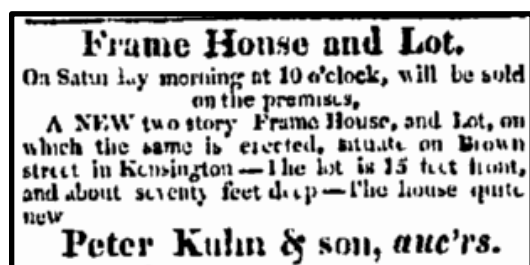 Frame House and Lot.
On Saturday morning at 10 o'clock, will be sold
on the premises,
A NEW two story Frame House, and Lot, on
which the same is erected, situate on Brown
street in Kensington—The lot is 15 feet front,
and about seventy feet deep—The house quite
new
Peter Kuhn & son, auc'rs.